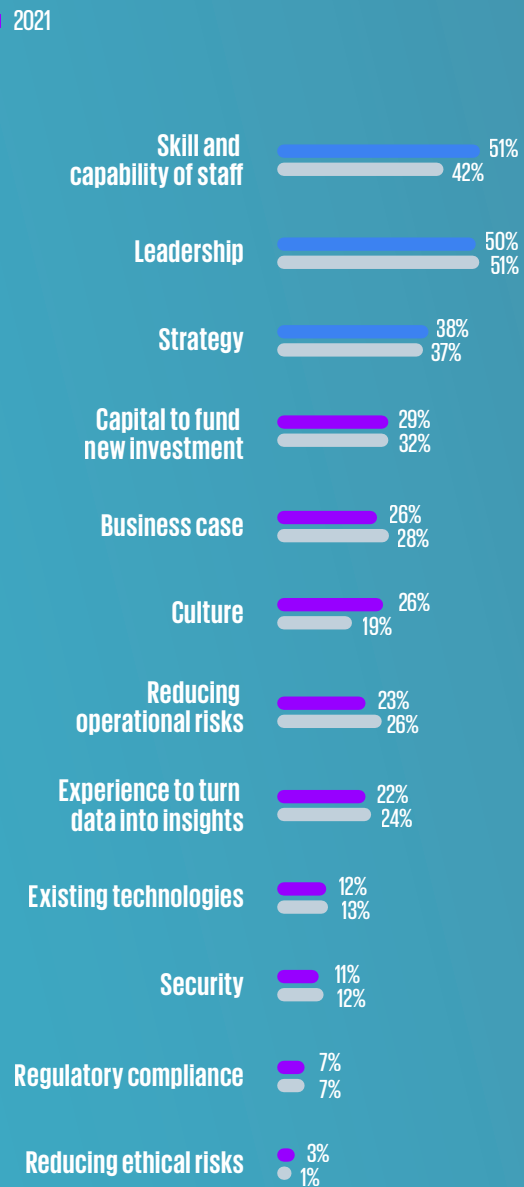 2021
Skill and
capability of staff
51%
42%
Leadership
50%
51%
Strategy
38%
37%
Capital to fund
new investment
29%
32%
Business case
26%
28%
Culture
26%
19%
Reducing
operational risks
23%
26%
Experience to turn
data into insights
22%
24%
Existing technologies
12%
13%
Security
11%
12%
Regulatory compliance
7%
7%
Reducing ethical risks
3%
1%